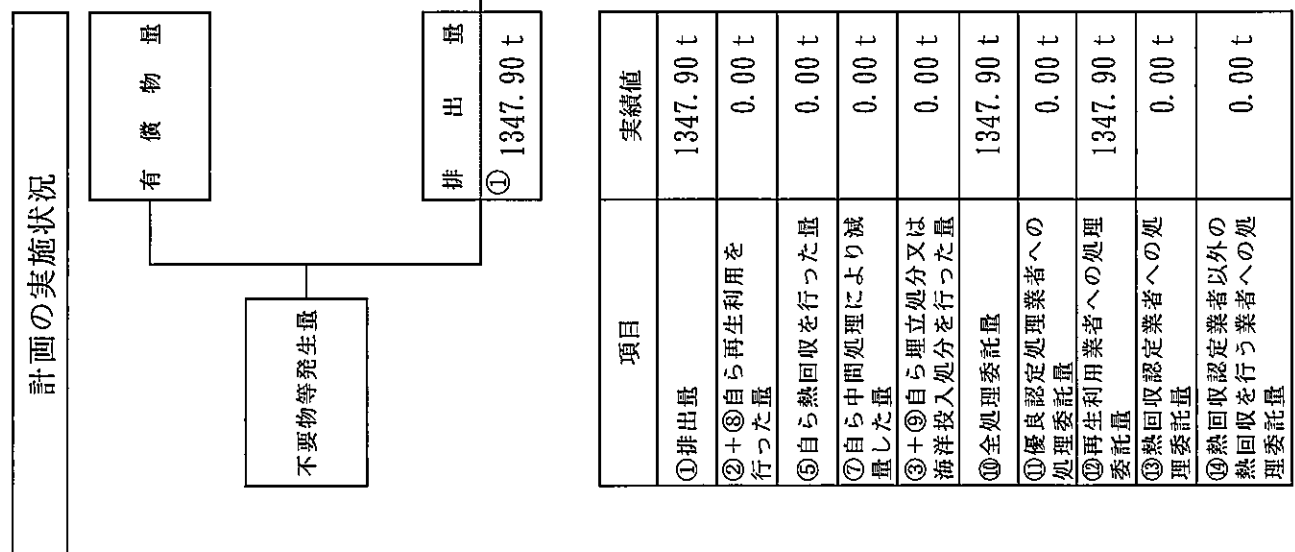 計画の実施状況
有償物量
不要物等発生量
排出量
① 1347.90 t
項目 実績値
①排出量 1347.90 t
②+⑧自ら再生利用を
行った量 0.00 t
⑤自ら熱回収を行った量 0.00 t
⑦自ら中間処理により減
量した量 0.00 t
③+⑨自ら埋立処分又は
海洋投入処分を行った量 0.00 t
⑩全処理委託量 1347.90 t
⑪優良認定処理業者への
処理委託量 0.00 t
⑫再生利用業者への処理
委託量 1347.90 t
⑬熱回収認定業者への処
理委託量 0.00 t
⑭熱回収認定業者以外の
熱回収を行う業者への処
理委託量 0.00 t